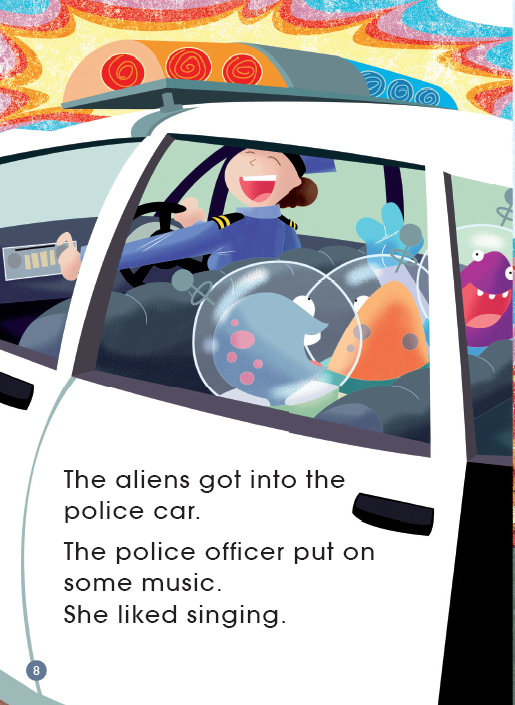 The aliens got into the
police car.
The police officer put on
some music.
She liked singing.
8